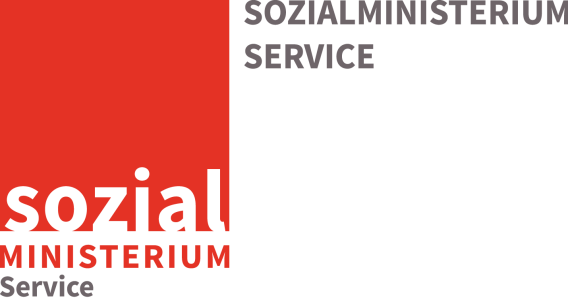 SOZIALMINISTERIUM
SERVICE
sozial
MINISTERIUM
Service